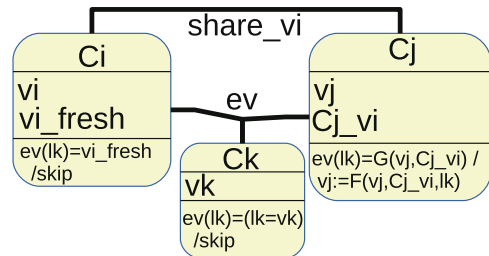 share_vi
Ci
vi
vi_fresh
ev(lk)=vi_fresh
/skip
ev
Ck
vk
ev(lk)=(lk=vk)
/skip
Cj
vj
Cj_vi
ev(lk)=G(vj,Cj_vi) /
vj:=F(vj,Cj_vi,lk)